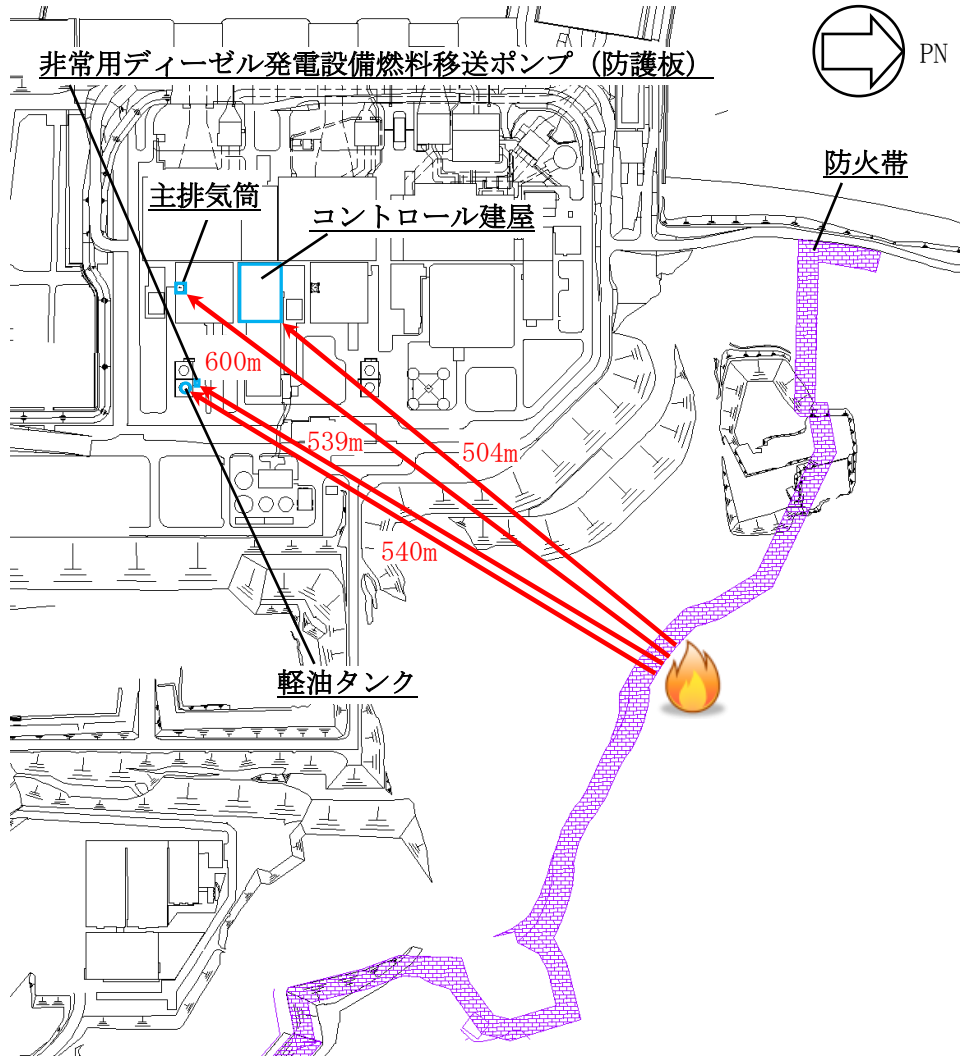 非常用ディーゼル発電設備燃料移送ポンプ（防護板）
PN
防火帯
主排気筒
コントロール建屋
600m
539m
504m
540m
軽油タンク